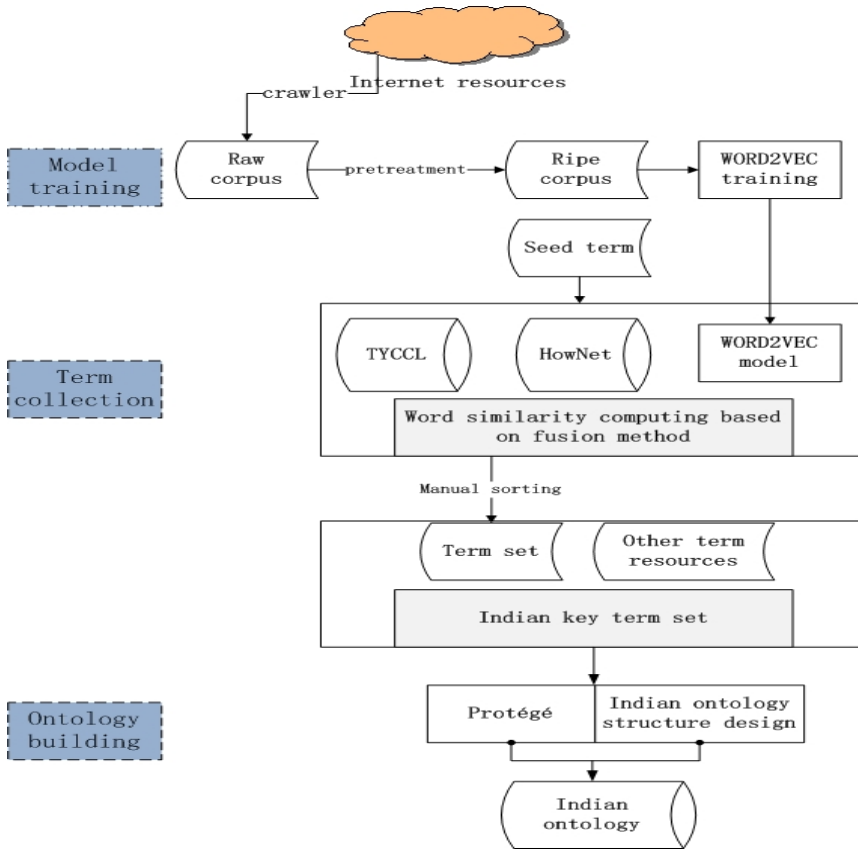 Internet resources
crawler
Model
training
Raw
corpus
pretreatment
Ripe
corpus
WORD2VEC
training
Seed term
TYCCL
HowNet
WORD2VEC
model
Term
collection
Word similarity computing based
on fusion method
Manual sorting
Term set
Other term
resources
Indian key term set
Ontology
building
Protégé
Indian ontology
structure design
Indian
ontology